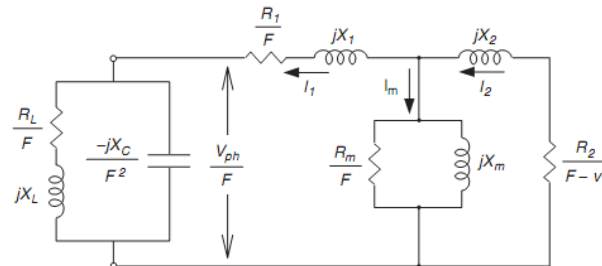 R1/F
jX1
jX2
I1
Im
I2
RL/F
jXL
-jXC/F2
Vph/F
Rm/F
jXm
R2/F-v